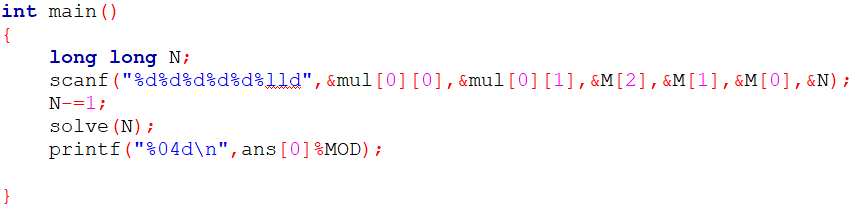 int main()
{
    long long N;
    scanf("%d%d%d%d%d%lld",&mul[0][0],&mul[0][1],&M[2],&M[1],&M[0],&N);
    N-=1;
    solve(N);
    printf("%04d\n",ans[0]%MOD);
}